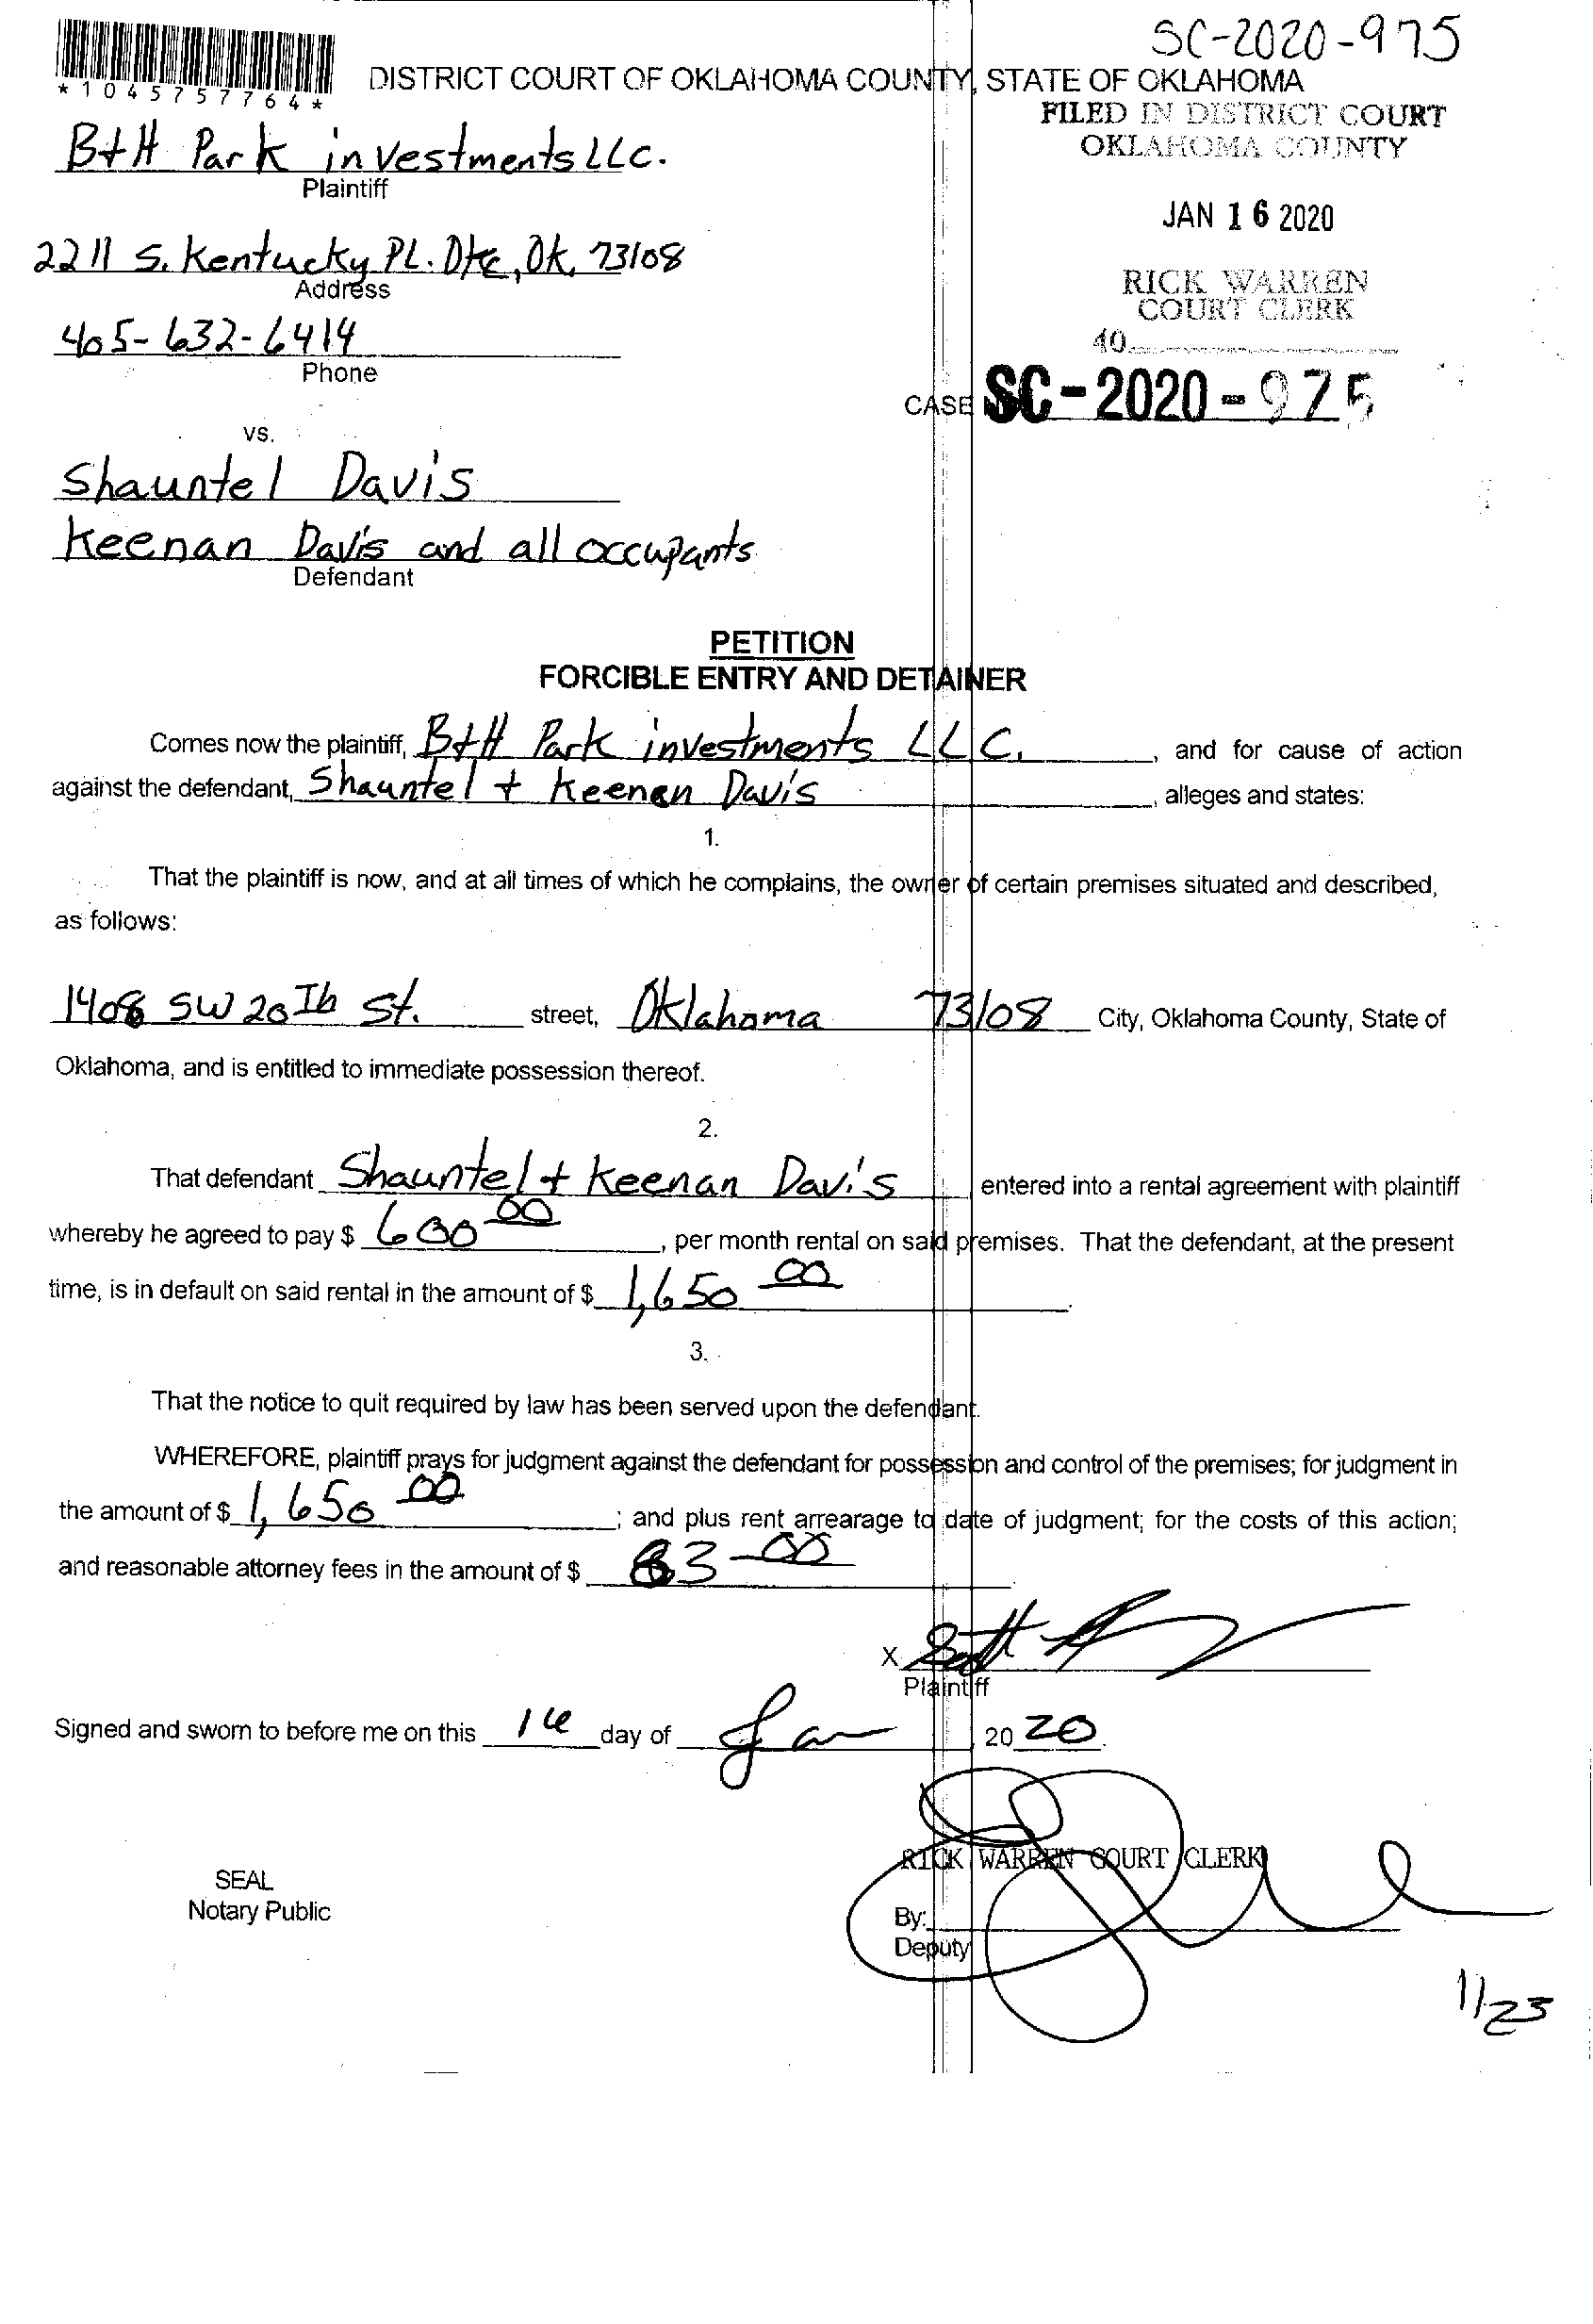 SC-2020-975
*1045757764*
DISTRICT COURT OF OKLAHOMA COUNTY, STATE OF OKLAHOMA
FILED IN DISTRICT COURT
OKLAHOMA COUNTY
B+H Park investments LLC.
Plaintiff
JAN 16 2020
2211 S. Kentucky PL. Okc, Ok, 73108
Address
RICK WARREN
COURT CLERK
405-632-6414
Phone
40
CASE SC-2020-975
vs.
Shauntel Davis
Keenan Davis and all occupants
Defendant
PETITION
FORCIBLE ENTRY AND DETAINER
Comes now the plaintiff, B+H Park investments LLC., and for cause of action
against the defendant, Shauntel + Keenan Davis, alleges and states:
1.
That the plaintiff is now, and at all times of which he complains, the owner of certain premises situated and described,
as follows:
1408 SW 20Th St. street, Oklahoma 73108 City, Oklahoma County, State of
Oklahoma, and is entitled to immediate possession thereof.
2.
That defendant Shauntel + Keenan Davis entered into a rental agreement with plaintiff
whereby he agreed to pay $ 600 00, per month rental on said premises. That the defendant, at the present
time, is in default on said rental in the amount of $ 1,650 00.
3.
That the notice to quit required by law has been served upon the defendant.
WHEREFORE, plaintiff prays for judgment against the defendant for possession and control of the premises; for judgment in
the amount of $ 1,650 00; and plus rent arrearage to date of judgment; for the costs of this action;
and reasonable attorney fees in the amount of $ 83-00
X Scott
Plaintiff
Signed and sworn to before me on this 16 day of Jan, 20 20.
RICK WARREN COURT CLERK
SEAL
Notary Public
By:
Deputy
1/23